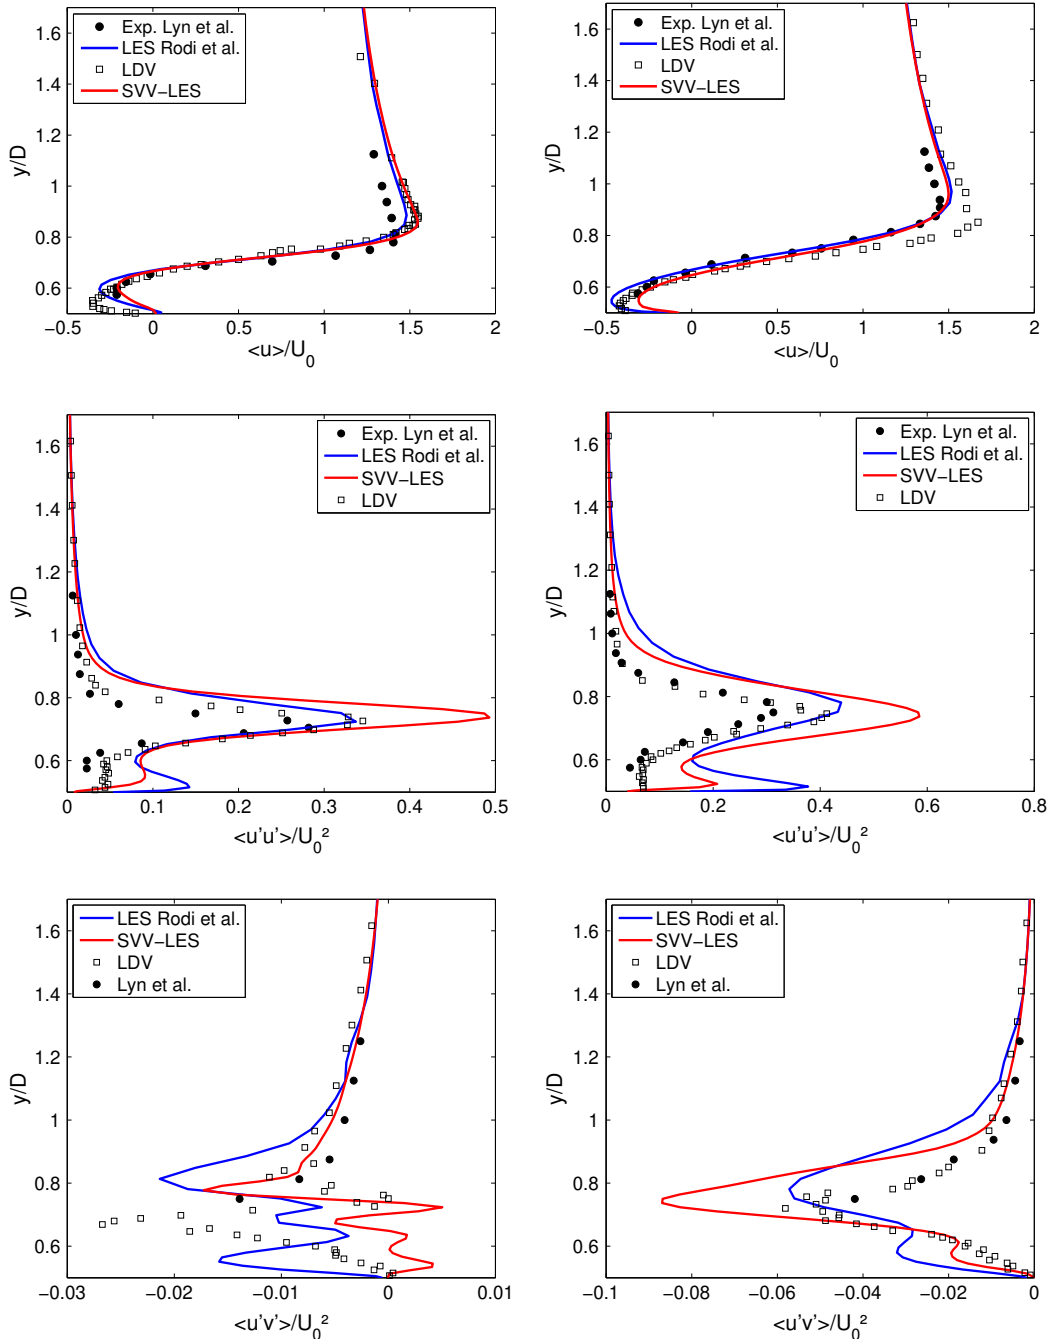 1.6
1.4
1.2
1
0.8
0.6
y/D
Exp. Lyn et al.
LES Rodi et al.
LDV
SVV−LES
−0.5 0 0.5 1 1.5 2
<u>/U0
1.6
1.4
1.2
1
0.8
0.6
y/D
Exp. Lyn et al.
LES Rodi et al.
LDV
SVV−LES
−0.5 0 0.5 1 1.5 2
<u>/U0
1.6
1.4
1.2
1
0.8
0.6
y/D
Exp. Lyn et al.
LES Rodi et al.
SVV−LES
LDV
0 0.1 0.2 0.3 0.4 0.5
<u'u'>/U0²
1.6
1.4
1.2
1
0.8
0.6
y/D
Exp. Lyn et al.
LES Rodi et al.
SVV−LES
LDV
0 0.2 0.4 0.6 0.8
<u'u'>/U0²
1.6
1.4
1.2
1
0.8
0.6
y/D
LES Rodi et al.
SVV−LES
LDV
Lyn et al.
−0.03 −0.02 −0.01 0 0.01
<u'v'>/U0²
1.6
1.4
1.2
1
0.8
0.6
y/D
LES Rodi et al.
SVV−LES
LDV
Lyn et al.
−0.1 −0.08 −0.06 −0.04 −0.02 0
<u'v'>/U0²